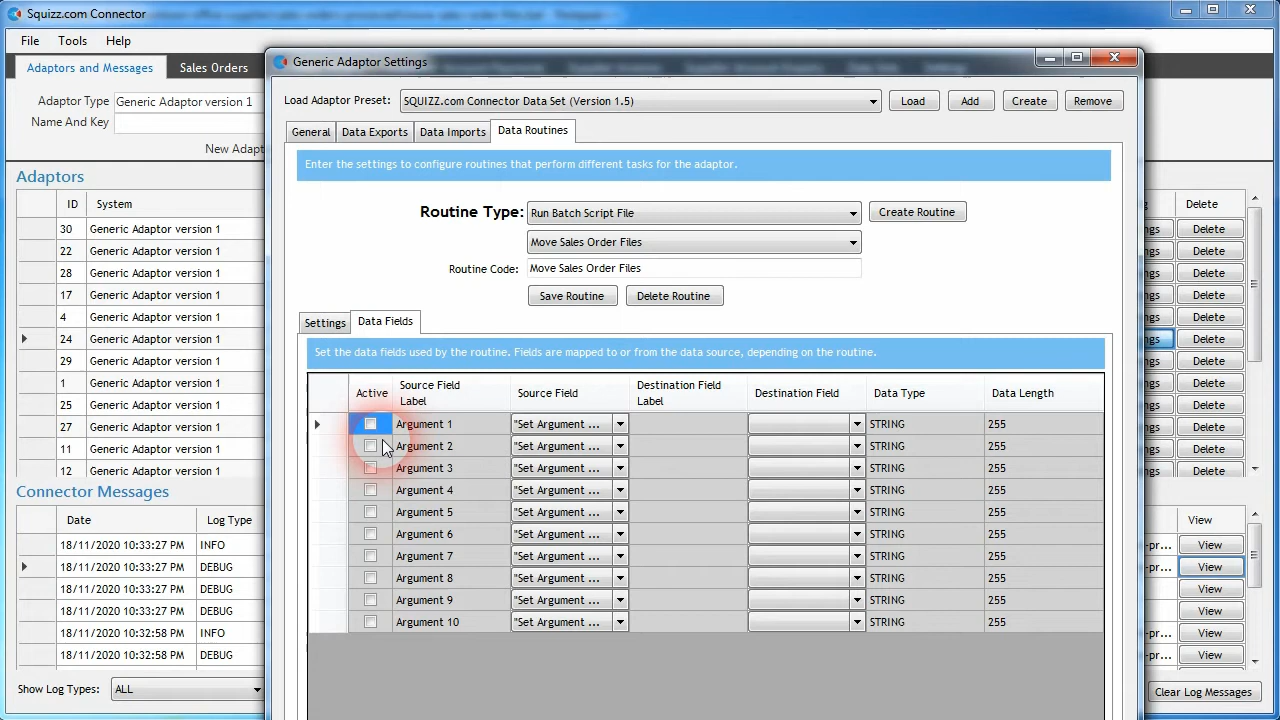 Squizz.com Connector
File Tools Help
Adaptors and Messages Sales Orders
Adaptor Type Generic Adaptor version 1
Name And Key
New Adapt
Adaptors
ID System
30 Generic Adaptor version 1
22 Generic Adaptor version 1
28 Generic Adaptor version 1
17 Generic Adaptor version 1
4 Generic Adaptor version 1
24 Generic Adaptor version 1
29 Generic Adaptor version 1
1 Generic Adaptor version 1
25 Generic Adaptor version 1
27 Generic Adaptor version 1
11 Generic Adaptor version 1
12 Generic Adaptor version 1
Connector Messages
Date Log Type
18/11/2020 10:33:27 PM INFO
18/11/2020 10:33:27 PM DEBUG
18/11/2020 10:33:27 PM DEBUG
18/11/2020 10:33:27 PM DEBUG
18/11/2020 10:32:58 PM INFO
18/11/2020 10:32:58 PM DEBUG
Show Log Types: ALL
Generic Adaptor Settings
Load Adaptor Preset: SQUIZZ.com Connector Data Set (Version 1.5) Load Add Create Remove
General Data Exports Data Imports Data Routines
Enter the settings to configure routines that perform different tasks for the adaptor.
Routine Type: Run Batch Script File Create Routine
Move Sales Order Files
Routine Code: Move Sales Order Files
Save Routine Delete Routine
Settings Data Fields
Set the data fields used by the routine. Fields are mapped to or from the data source, depending on the routine.
Active Source Field Label Source Field Destination Field Label Destination Field Data Type Data Length
Argument 1 "Set Argument ... STRING 255
Argument 2 "Set Argument ... STRING 255
Argument 3 "Set Argument ... STRING 255
Argument 4 "Set Argument ... STRING 255
Argument 5 "Set Argument ... STRING 255
Argument 6 "Set Argument ... STRING 255
Argument 7 "Set Argument ... STRING 255
Argument 8 "Set Argument ... STRING 255
Argument 9 "Set Argument ... STRING 255
Argument 10 "Set Argument ... STRING 255
g Delete
ngs Delete
ngs Delete
ngs Delete
ngs Delete
ngs Delete
ngs Delete
ngs Delete
ngs Delete
ngs Delete
ngs Delete
ngs Delete
ngs Delete
View
-pr... View
-pr... View
View
View
-pr... View
-pr... View
Clear Log Messages